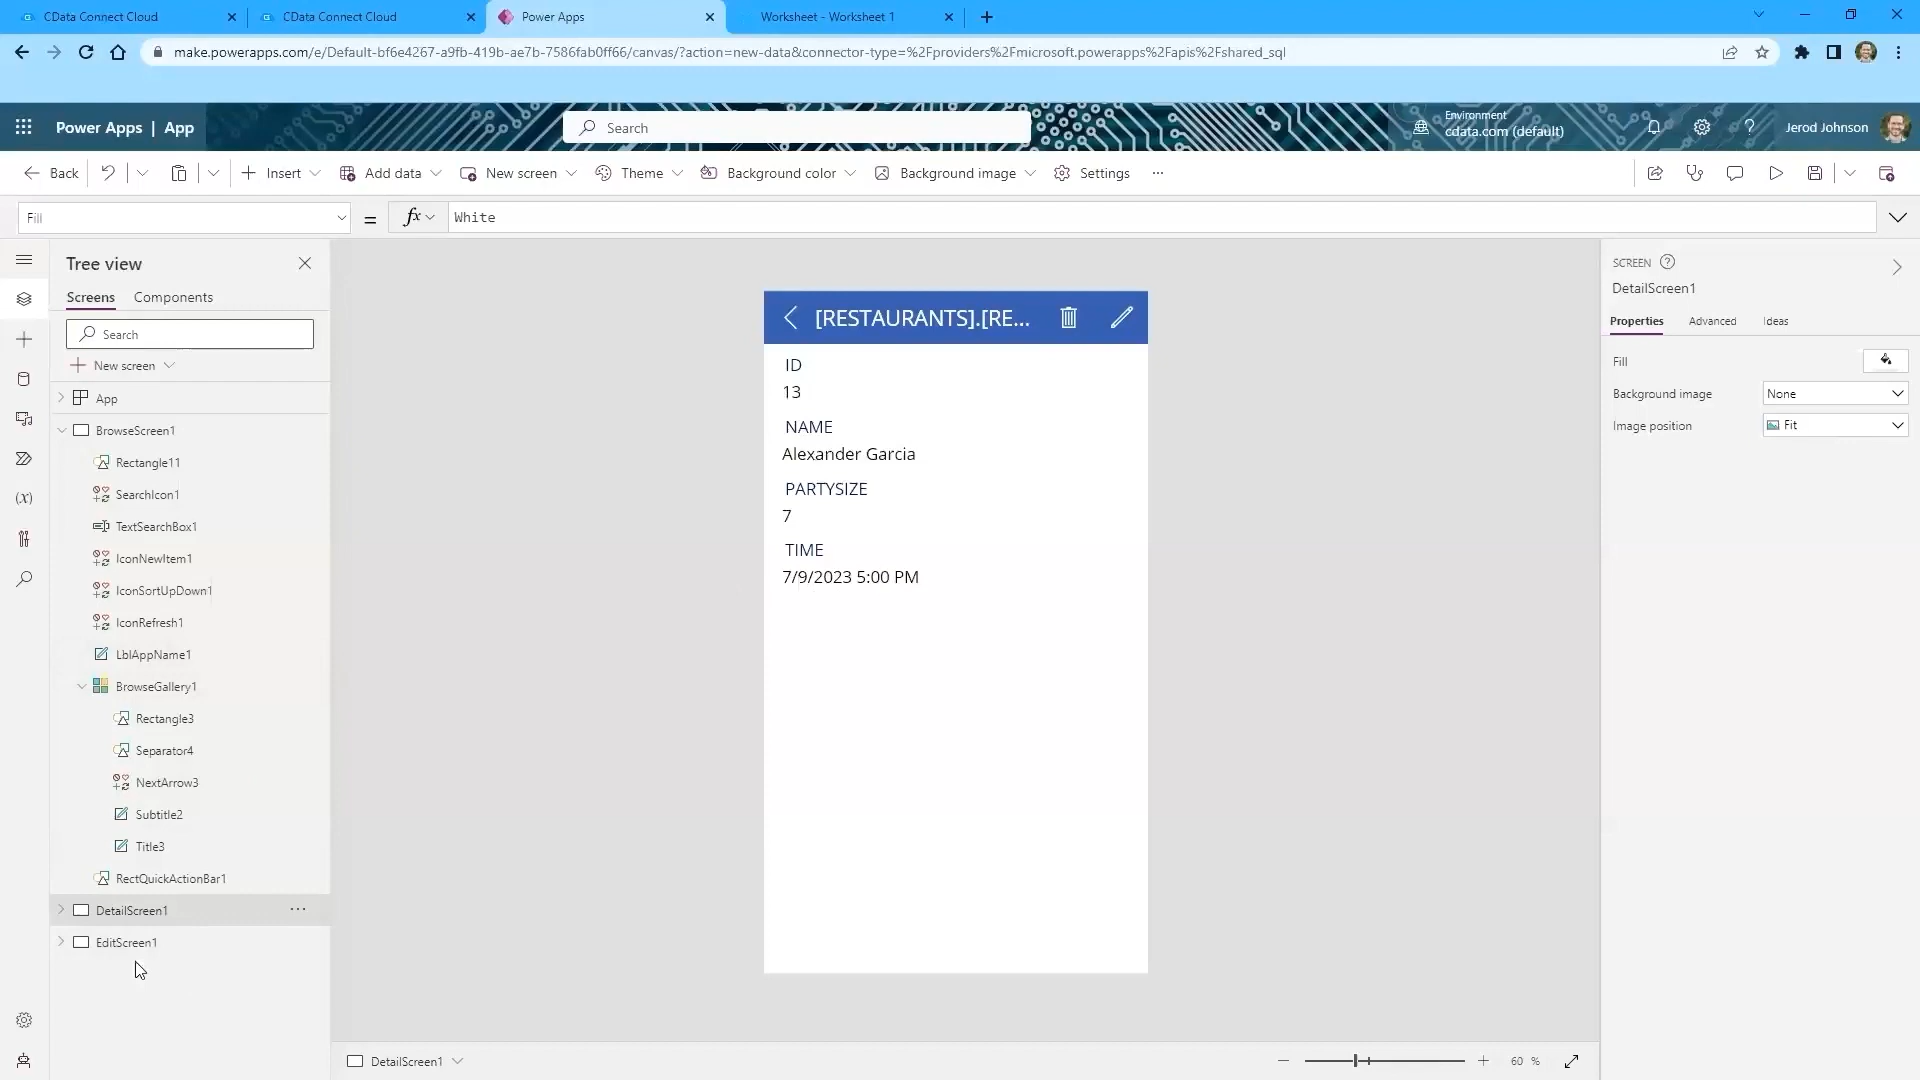 CData Connect Cloud
CData Connect Cloud
Power Apps
Worksheet - Worksheet 1
make.powerapps.com/e/Default-bf6e4267-a9fb-419b-ae7b-7586fab0ff66/canvas/?action=new-data&connector-type=%2Fproviders%2Fmicrosoft.powerapps%2Fapis%2Fshared_sql
Power Apps | App
Search
Environment
cdata.com (default)
Jerod Johnson
Back
Insert
Add data
New screen
Theme
Background color
Background image
Settings
Fill
=
fx
White
Tree view
Screens
Components
Search
New screen
App
BrowseScreen1
Rectangle11
SearchIcon1
TextSearchBox1
IconNewItem1
IconSortUpDown1
IconRefresh1
LblAppName1
BrowseGallery1
Rectangle3
Separator4
NextArrow3
Subtitle2
Title3
RectQuickActionBar1
DetailScreen1
EditScreen1
[RESTAURANTS].[RE...
ID
13
NAME
Alexander Garcia
PARTYSIZE
7
TIME
7/9/2023 5:00 PM
SCREEN
DetailScreen1
Properties
Advanced
Ideas
Fill
Background image
None
Image position
Fit
DetailScreen1
60 %